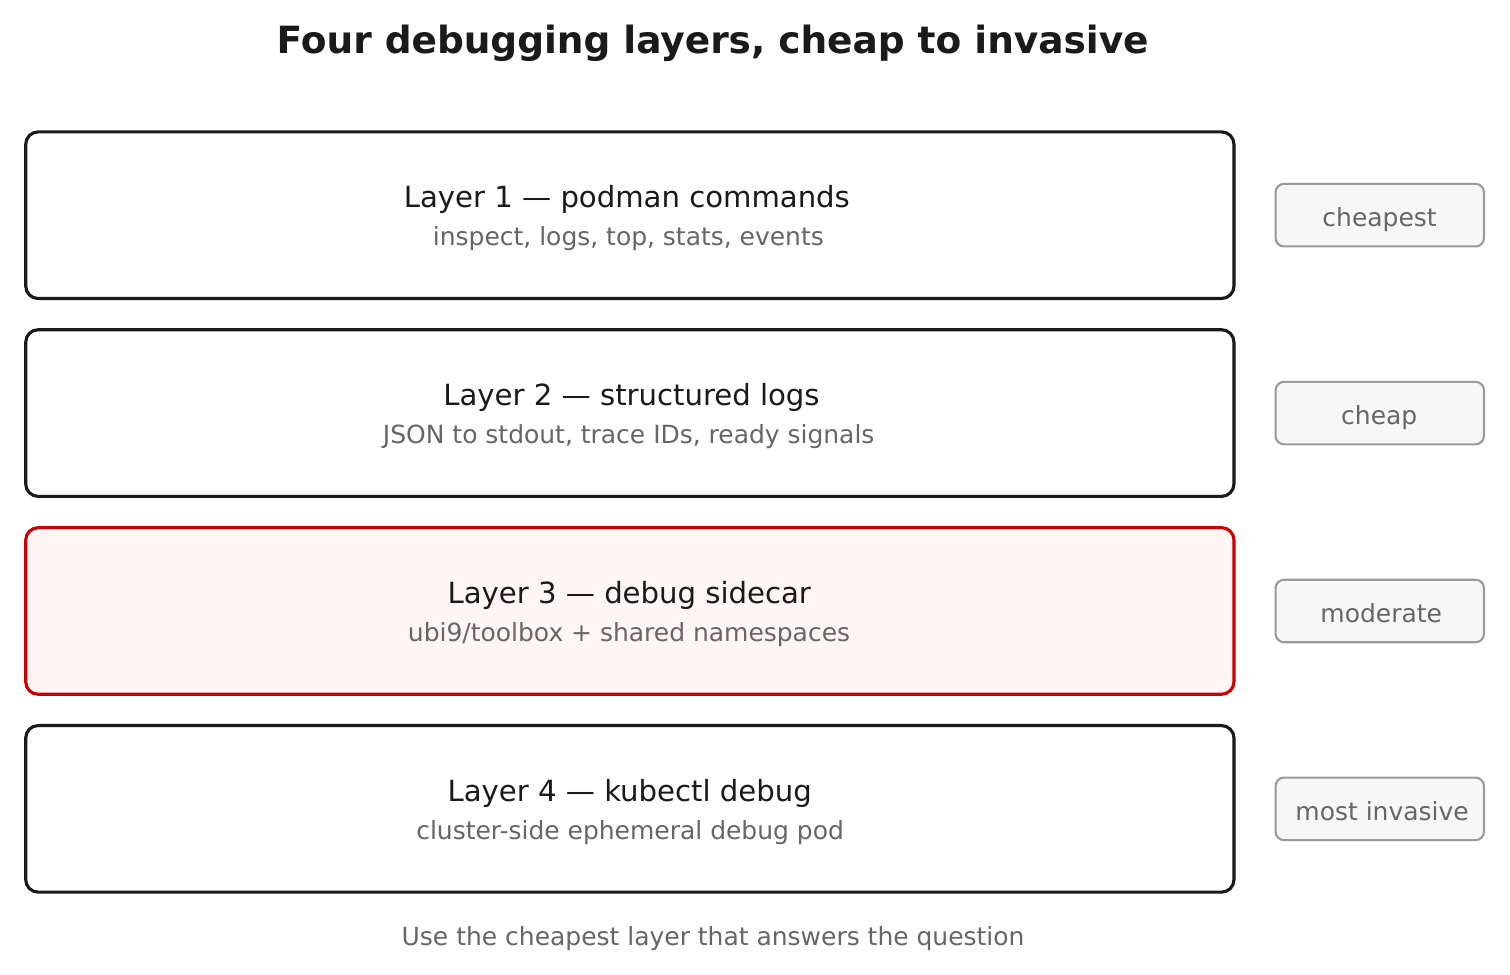 Four debugging layers, cheap to invasive
Layer 1 — podman commands
inspect, logs, top, stats, events
cheapest
Layer 2 — structured logs
JSON to stdout, trace IDs, ready signals
cheap
Layer 3 — debug sidecar
ubi9/toolbox + shared namespaces
moderate
Layer 4 — kubectl debug
cluster-side ephemeral debug pod
most invasive
Use the cheapest layer that answers the question